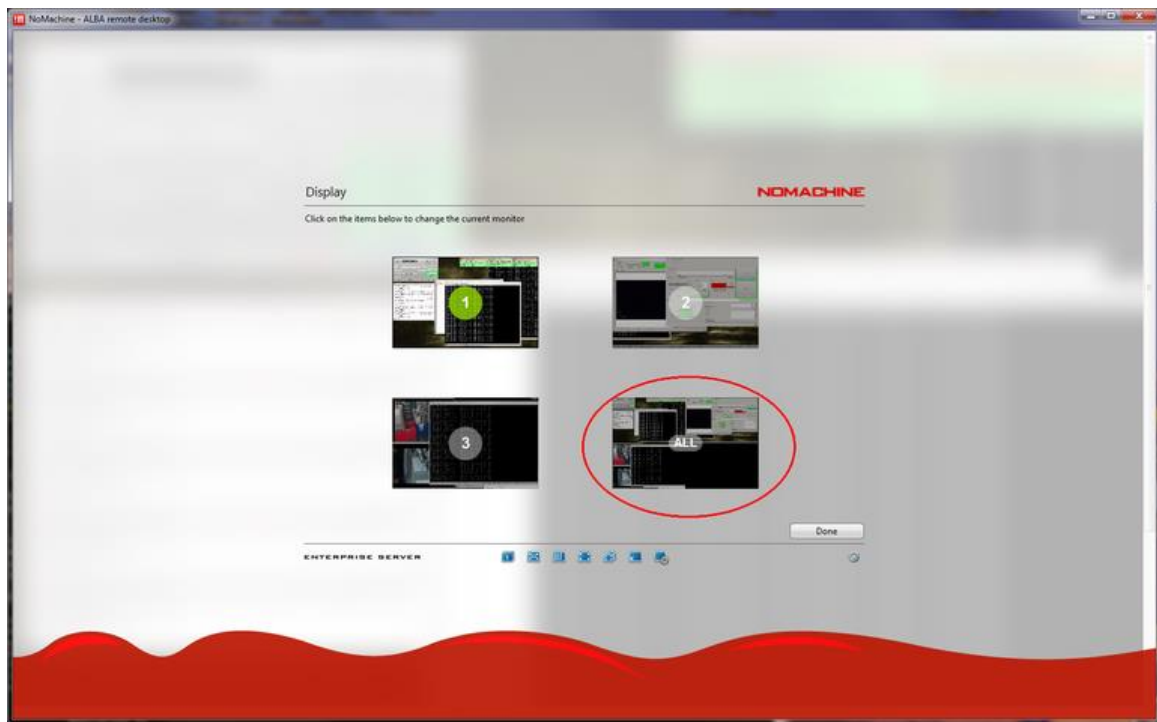 NoMachine - ALBA remote desktop
Display
NOMACHINE
Click on the items below to change the current monitor
1
2
3
ALL
Done
ENTERPRISE SERVER